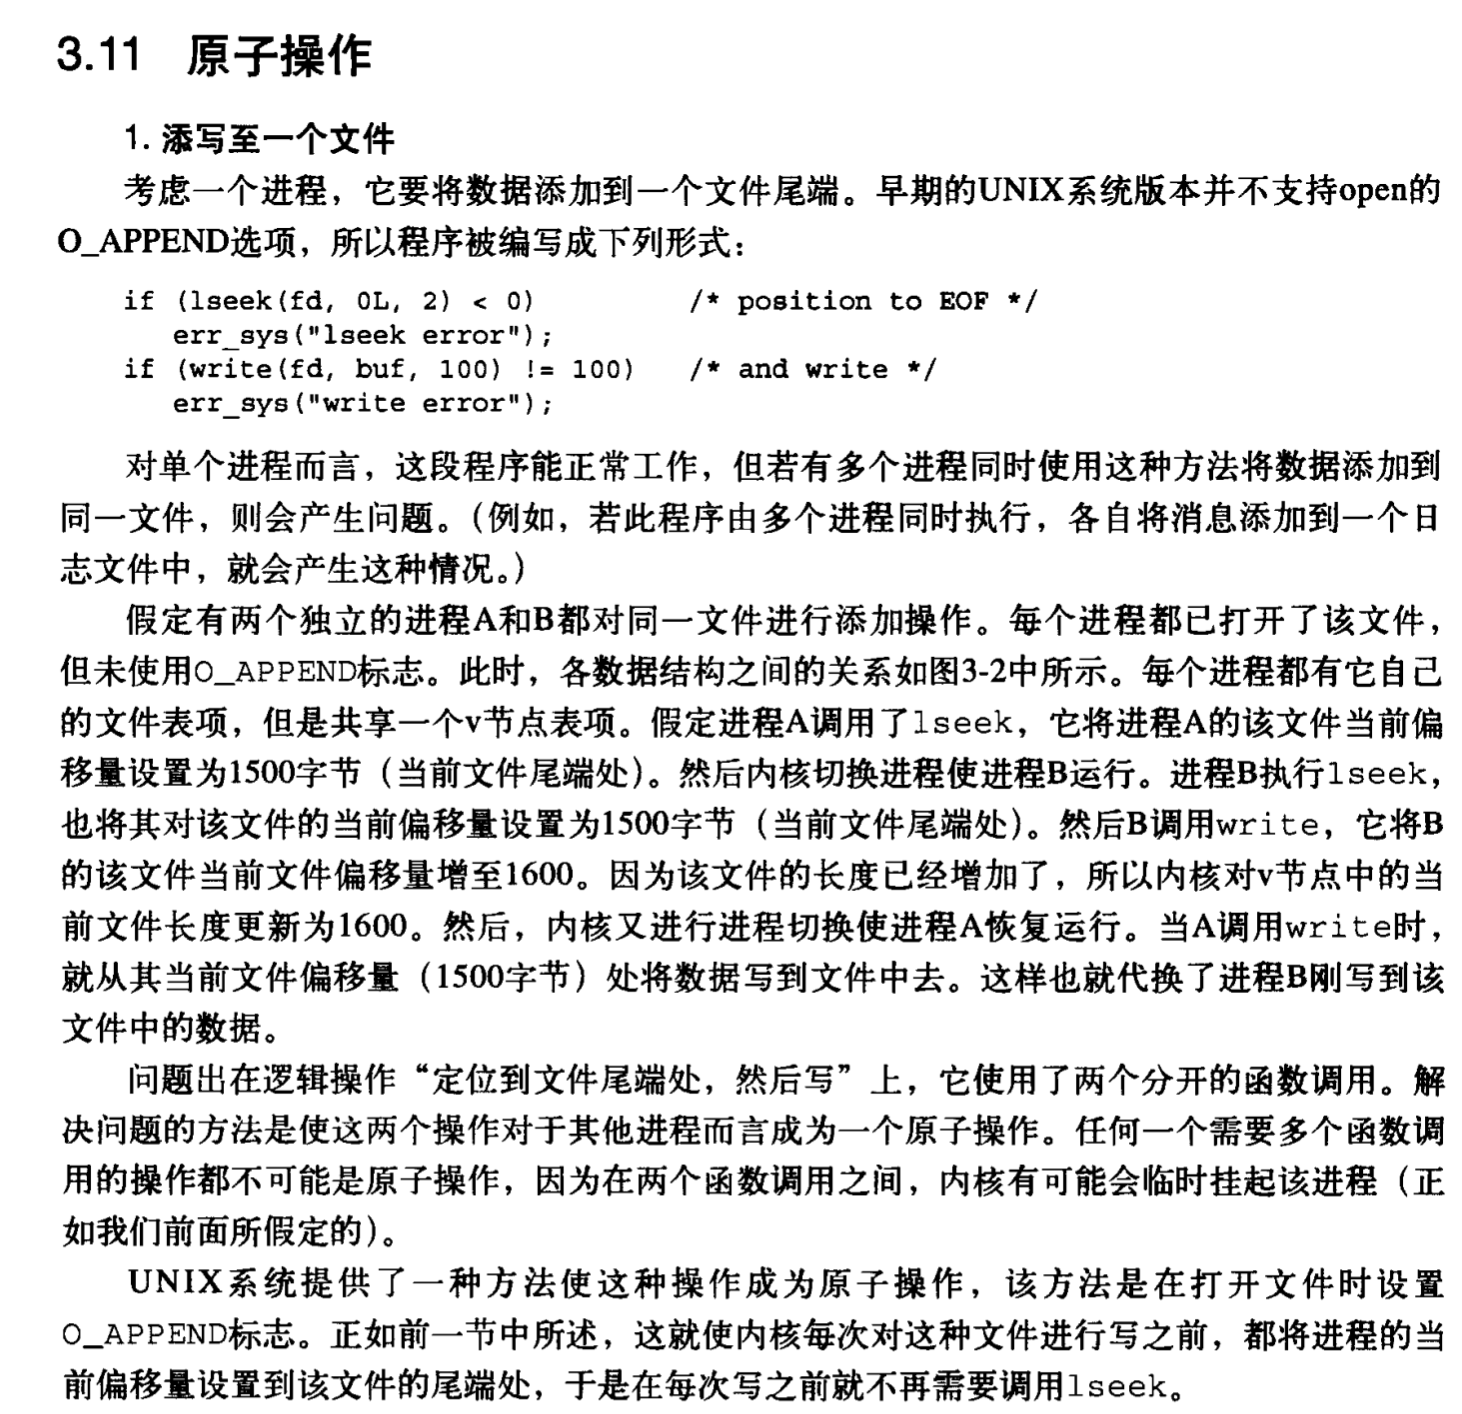 3.11 原子操作
1. 添写至一个文件
考虑一个进程，它要将数据添加到一个文件尾端。早期的UNIX系统版本并不支持open的
O_APPEND选项，所以程序被编写成下列形式：
if (lseek(fd, 0L, 2) < 0) /* position to EOF */
err_sys("lseek error");
if (write(fd, buf, 100) != 100) /* and write */
err_sys("write error");
对单个进程而言，这段程序能正常工作，但若有多个进程同时使用这种方法将数据添加到
同一文件，则会产生问题。（例如，若此程序由多个进程同时执行，各自将消息添加到一个日
志文件中，就会产生这种情况。）
假定有两个独立的进程A和B都对同一文件进行添加操作。每个进程都已打开了该文件，
但未使用O_APPEND标志。此时，各数据结构之间的关系如图3-2中所示。每个进程都有它自己
的文件表项，但是共享一个v节点表项。假定进程A调用了lseek，它将进程A的该文件当前偏
移量设置为1500字节（当前文件尾端处）。然后内核切换进程使进程B运行。进程B执行lseek，
也将其对该文件的当前偏移量设置为1500字节（当前文件尾端处）。然后B调用write，它将B
的该文件当前文件偏移量增至1600。因为该文件的长度已经增加了，所以内核对v节点中的当
前文件长度更新为1600。然后，内核又进行进程切换使进程A恢复运行。当A调用write时，
就从其当前文件偏移量（1500字节）处将数据写到文件中去。这样也就代换了进程B刚写到该
文件中的数据。
问题出在逻辑操作“定位到文件尾端处，然后写”上，它使用了两个分开的函数调用。解
决问题的方法是使这两个操作对于其他进程而言成为一个原子操作。任何一个需要多个函数调
用的操作都不可能是原子操作，因为在两个函数调用之间，内核有可能会临时挂起该进程（正
如我们前面所假定的）。
UNIX系统提供了一种方法使这种操作成为原子操作，该方法是在打开文件时设置
O_APPEND标志。正如前一节中所述，这就使内核每次对这种文件进行写之前，都将进程的当
前偏移量设置到该文件的尾端处，于是在每次写之前就不再需要调用lseek。